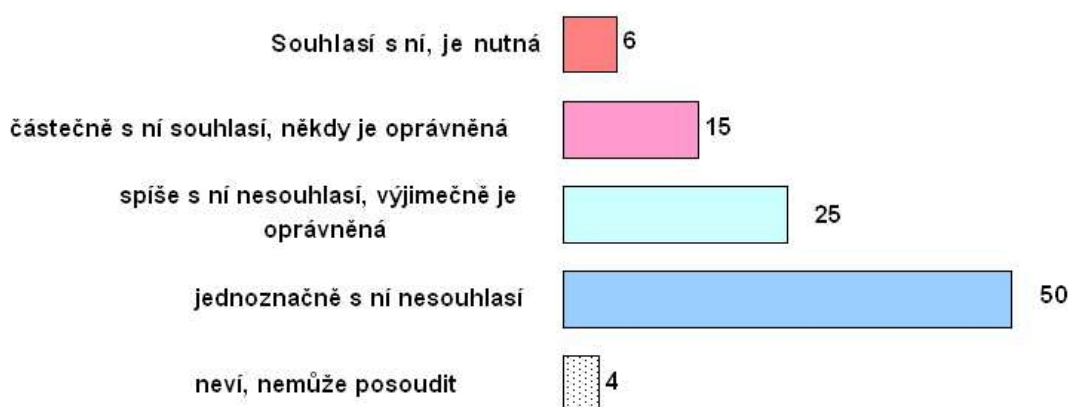 Souhlasí s ní, je nutná 6
částečně s ní souhlasí, někdy je oprávněná 15
spíše s ní nesouhlasí, výjimečně je
oprávněná 25
jednoznačně s ní nesouhlasí 50
neví, nemůže posoudit 4